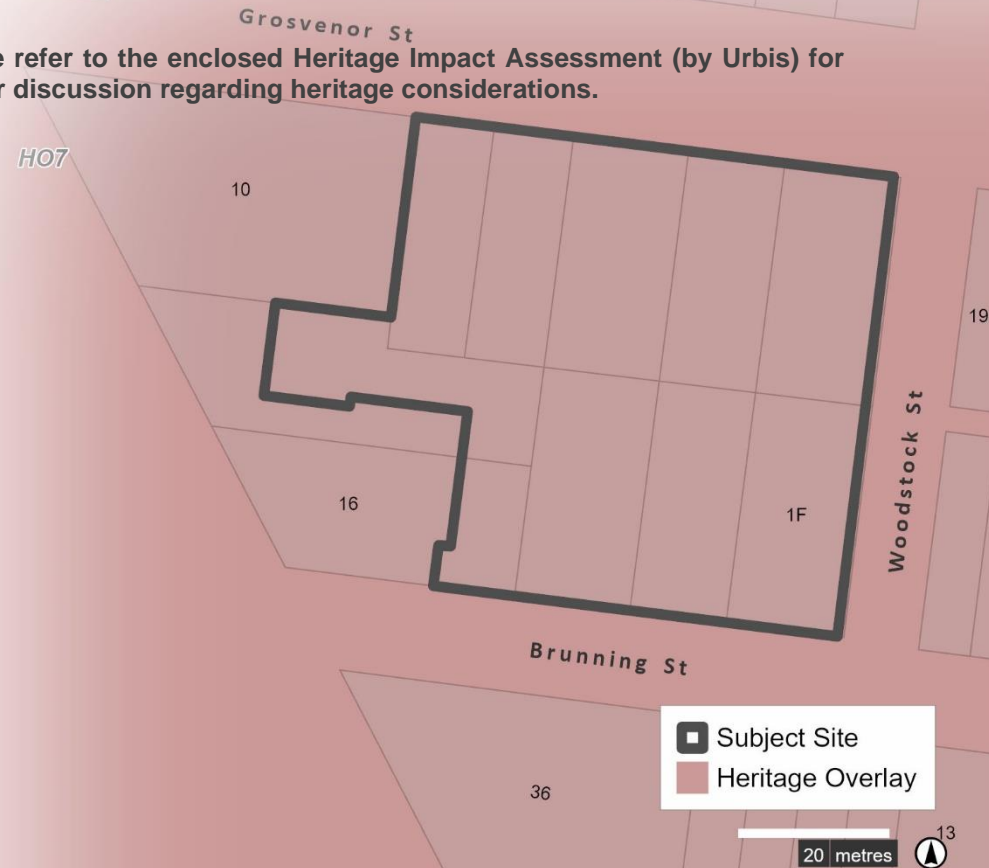 Grosvenor St
refer to the enclosed Heritage Impact Assessment (by Urbis) for
discussion regarding heritage considerations.
HO7
10
19
Woodstock St
16
1F
Brunning St
Subject Site
Heritage Overlay
36
13
20 metres